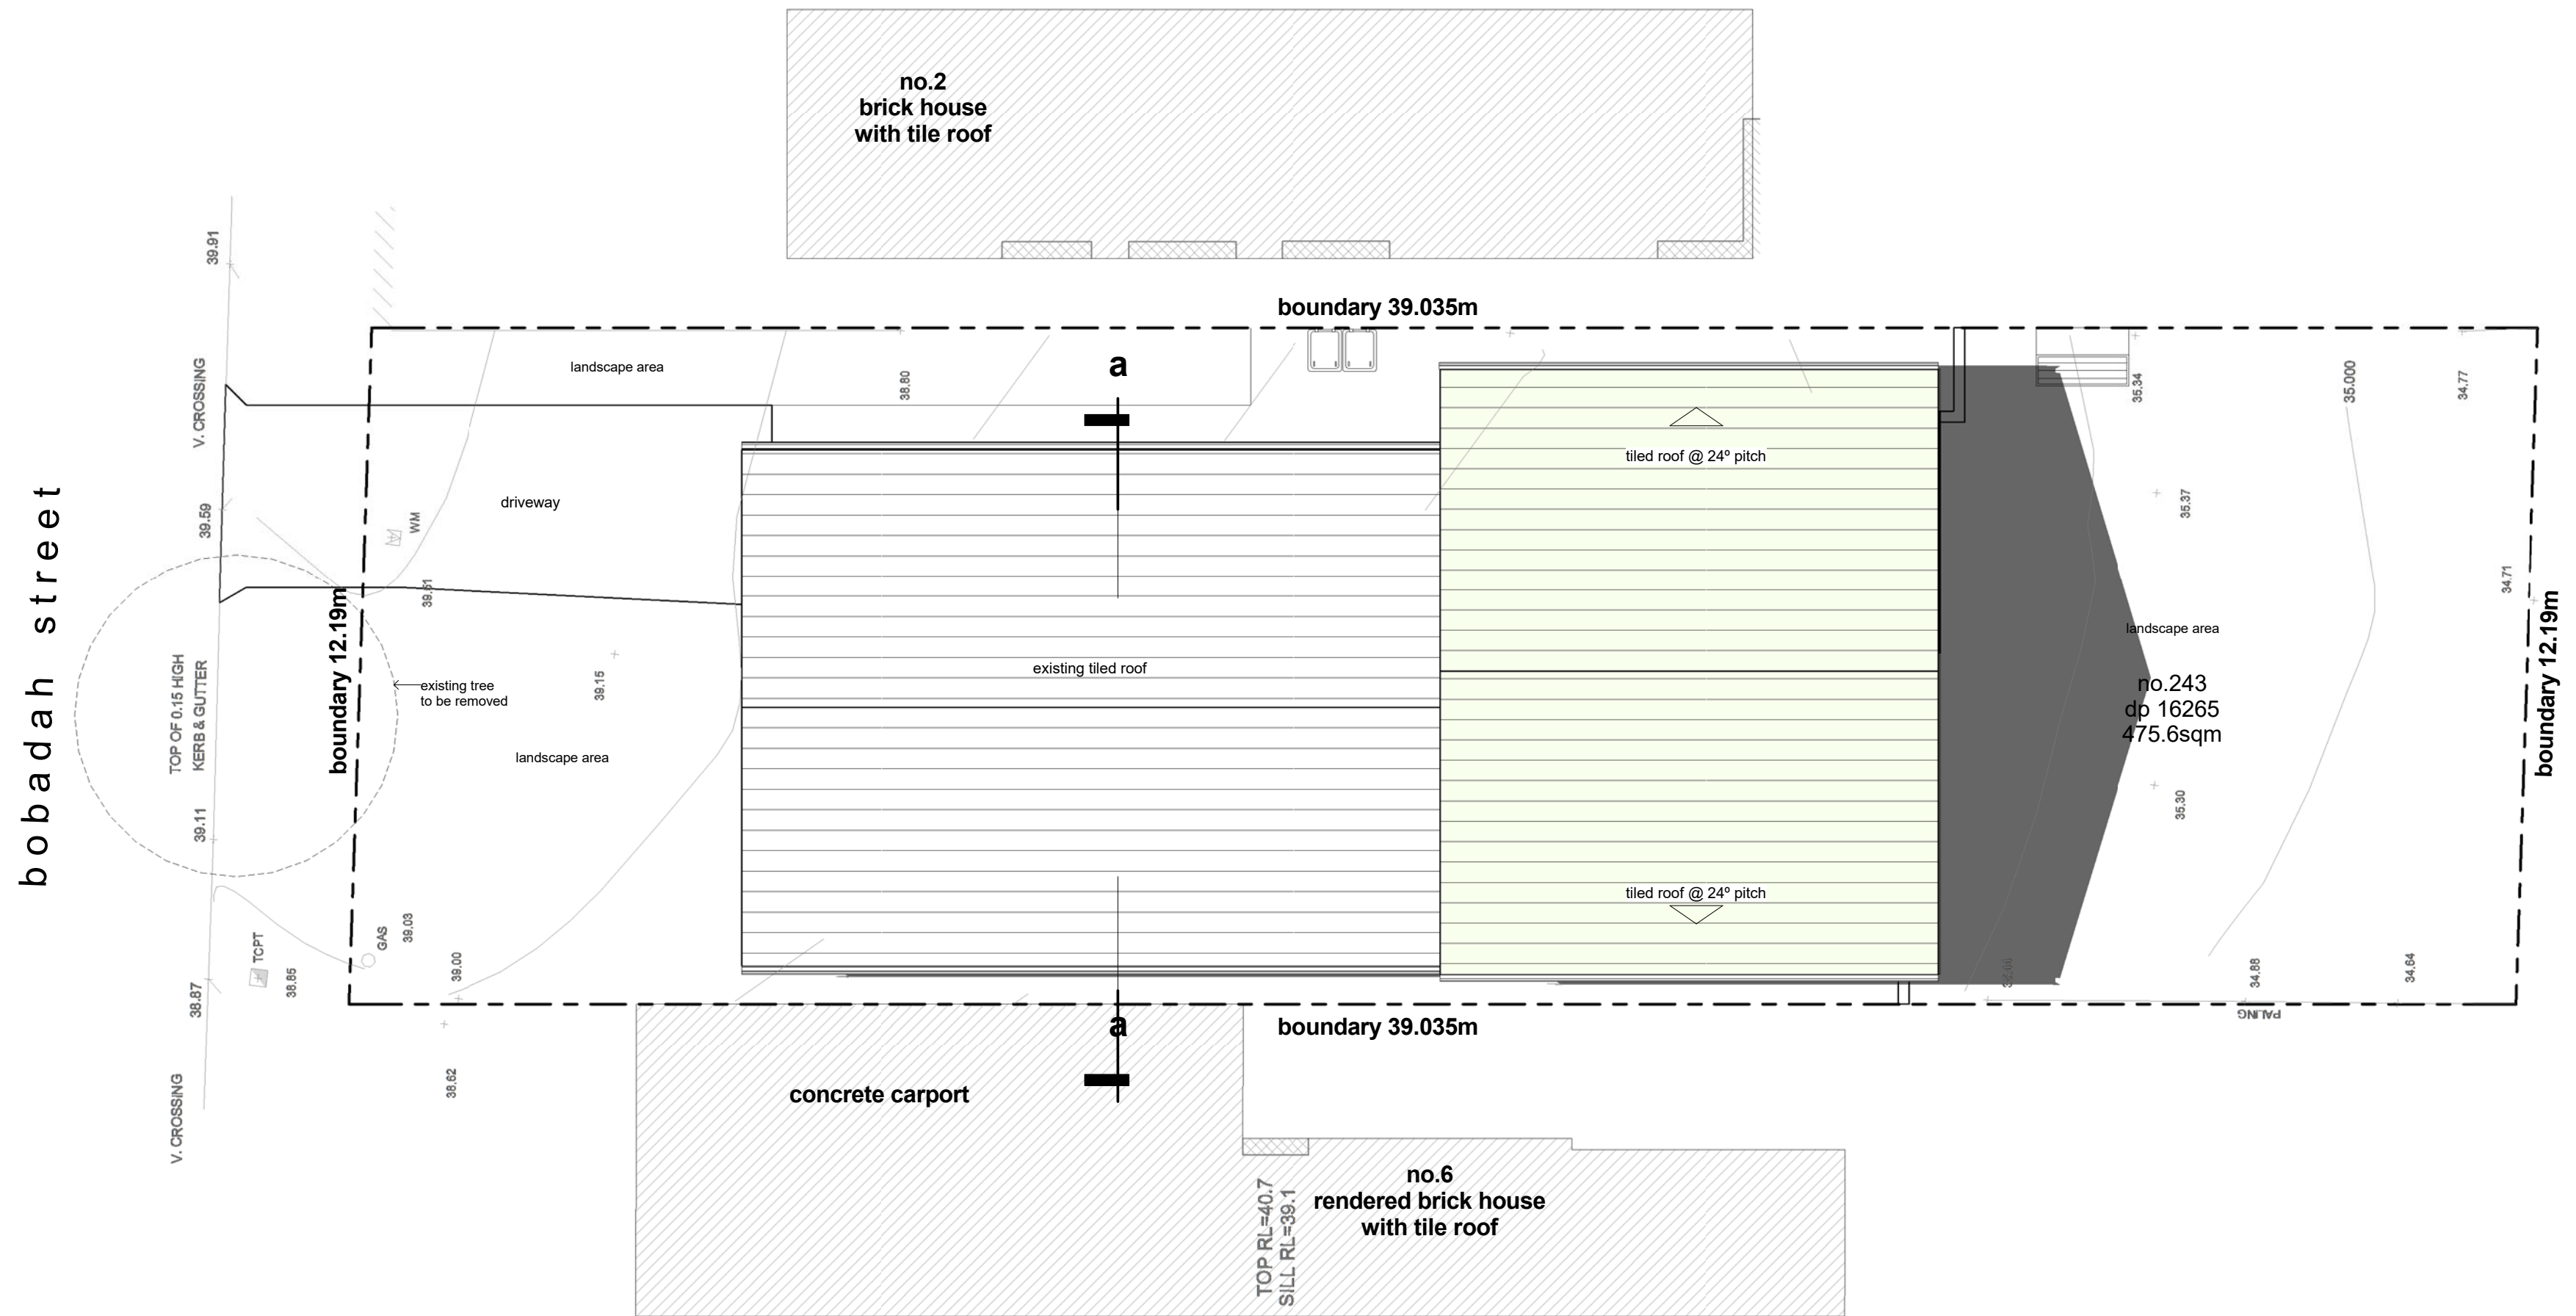 no.2
brick house
with tile roof
boundary 39.035m
39.91
V. CROSSING
39.59
TOP OF 0.15 HIGH
KERB & GUTTER
39.11
38.87
V. CROSSING
bobadah street
landscape area
38.80
a
driveway
WM
39.51
boundary 12.19m
existing tree
to be removed
39.15
landscape area
GAS
39.03
TCPT
38.85
39.00
38.62
existing tiled roof
tiled roof @ 24º pitch
tiled roof @ 24º pitch
35.34
35.000
34.77
35.37
34.71
landscape area
no.243
dp 16265
475.6sqm
boundary 12.19m
35.30
34.88
34.64
PALING
a
boundary 39.035m
concrete carport
no.6
rendered brick house
with tile roof
TOP RL=40.7
SILL RL=39.1